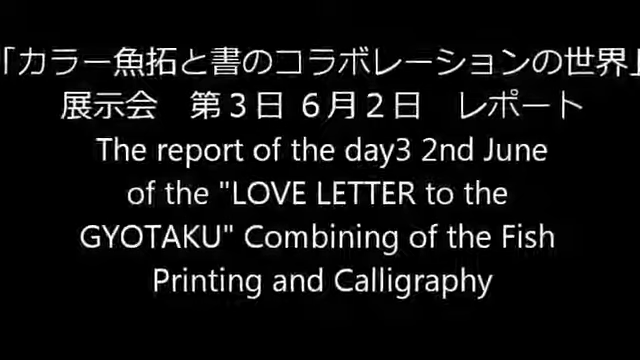 「カラー魚拓と書のコラボレーションの世界」
展示会　第３日 ６月２日　レポート
The report of the day3 2nd June
of the "LOVE LETTER to the
GYOTAKU" Combining of the Fish
Printing and Calligraphy